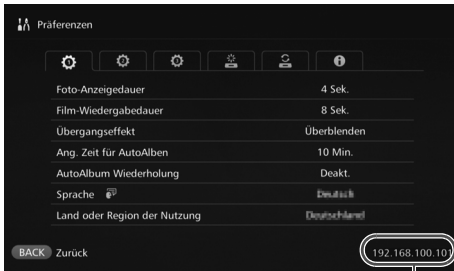 Präferenzen
Foto-Anzeigedauer 4 Sek.
Film-Wiedergabedauer 8 Sek.
Übergangseffekt Überblenden
Ang. Zeit für AutoAlben 10 Min.
AutoAlbum Wiederholung Deakt.
Sprache Deutsch
Land oder Region der Nutzung Deutschland
BACK Zurück 192.168.100.101